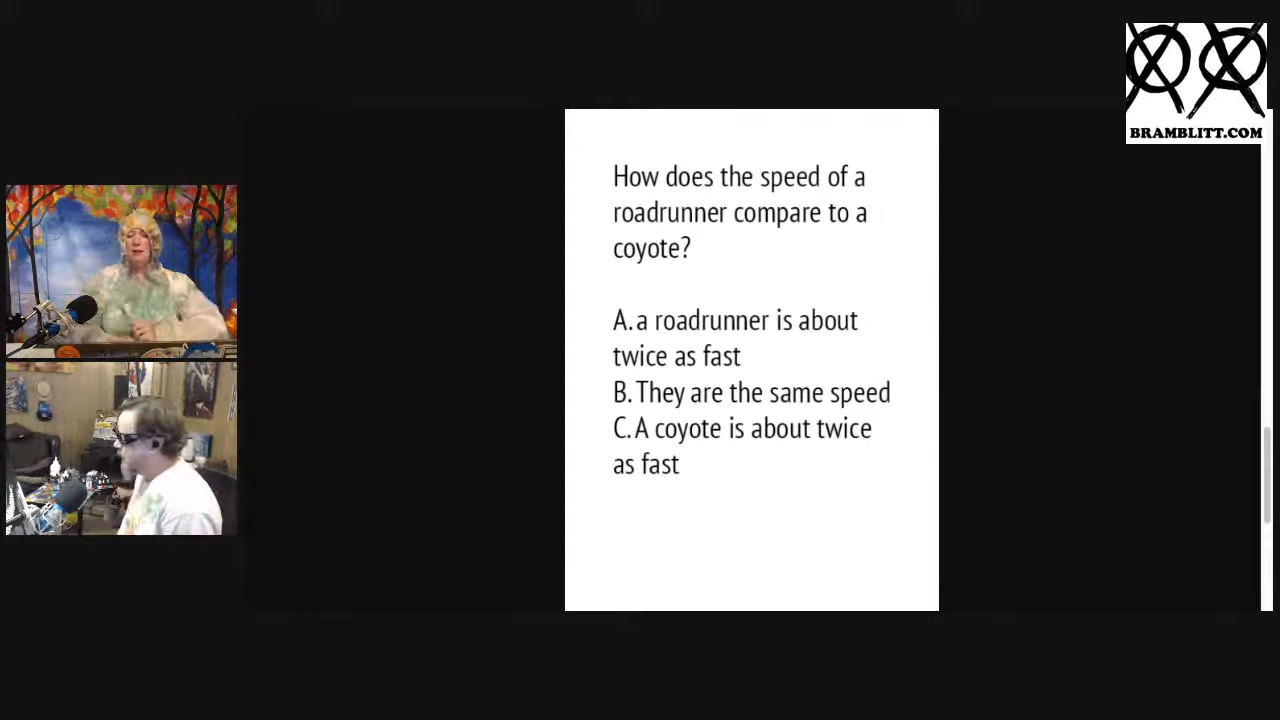 BRAMBLITT.COM
How does the speed of a
roadrunner compare to a
coyote?
A. a roadrunner is about
twice as fast
B. They are the same speed
C. A coyote is about twice
as fast